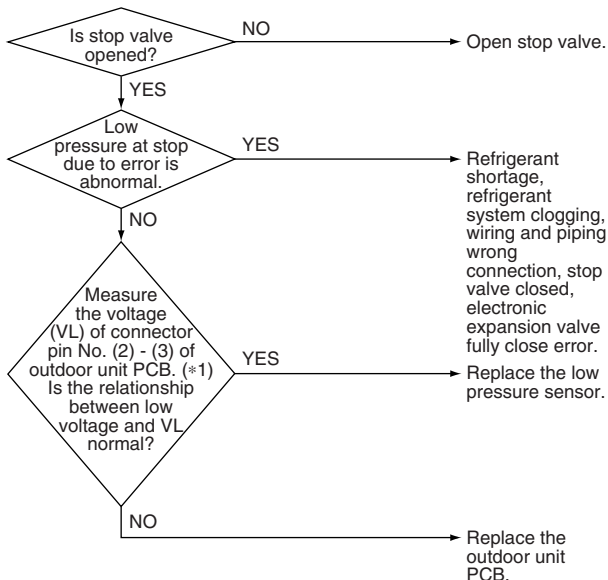 Is stop valve
opened?
NO
Open stop valve.
YES
Low
pressure at stop
due to error is
abnormal.
YES
Refrigerant
shortage,
refrigerant
system clogging,
wiring and piping
wrong
connection, stop
valve closed,
electronic
expansion valve
fully close error.
NO
Measure
the voltage
(VL) of connector
pin No. (2) - (3) of
outdoor unit PCB. (*1)
Is the relationship
between low
voltage and VL
normal?
YES
Replace the low
pressure sensor.
NO
Replace the
outdoor unit
PCB.